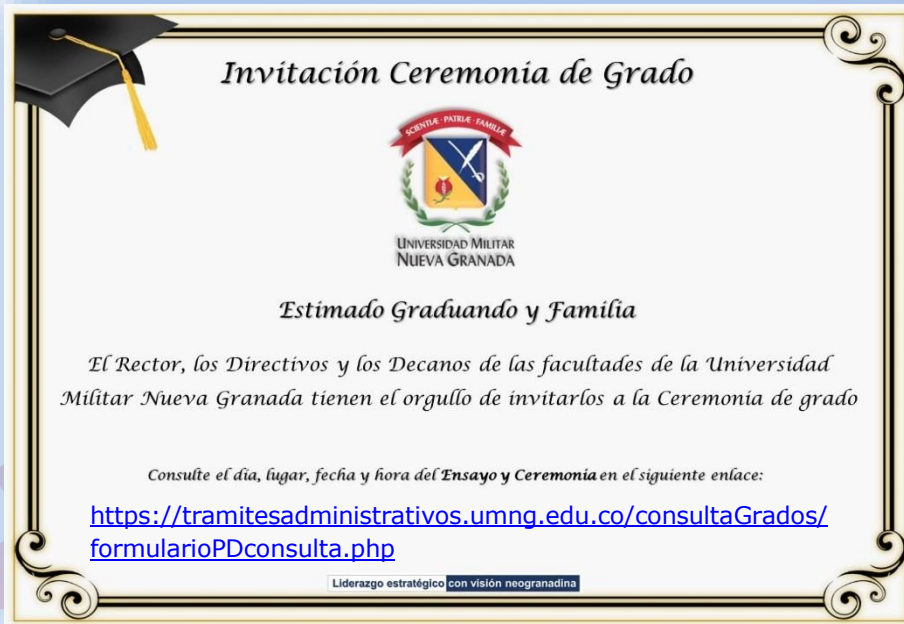 Invitación Ceremonia de Grado
SCIENTIÆ · PATRIÆ · FAMILIÆ
UNIVERSIDAD MILITAR
NUEVA GRANADA
Estimado Graduando y Familia
El Rector, los Directivos y los Decanos de las facultades de la Universidad
Militar Nueva Granada tienen el orgullo de invitarlos a la Ceremonia de grado
Consulte el día, lugar, fecha y hora del Ensayo y Ceremonia en el siguiente enlace:
https://tramitesadministrativos.umng.edu.co/consultaGrados/
formularioPDconsulta.php
Liderazgo estratégico con visión neogranadina